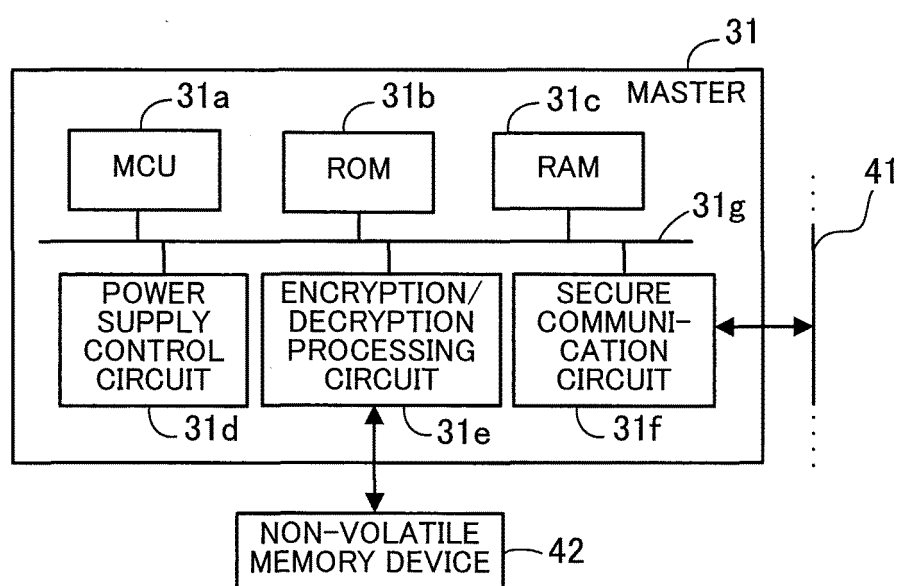 31
MASTER
31a
31b
31c
MCU
ROM
RAM
41
31g
POWER
SUPPLY
CONTROL
CIRCUIT
ENCRYPTION/
DECRYPTION
PROCESSING
CIRCUIT
SECURE
COMMUNI-
CATION
CIRCUIT
31d
31e
31f
NON-VOLATILE
MEMORY DEVICE
42